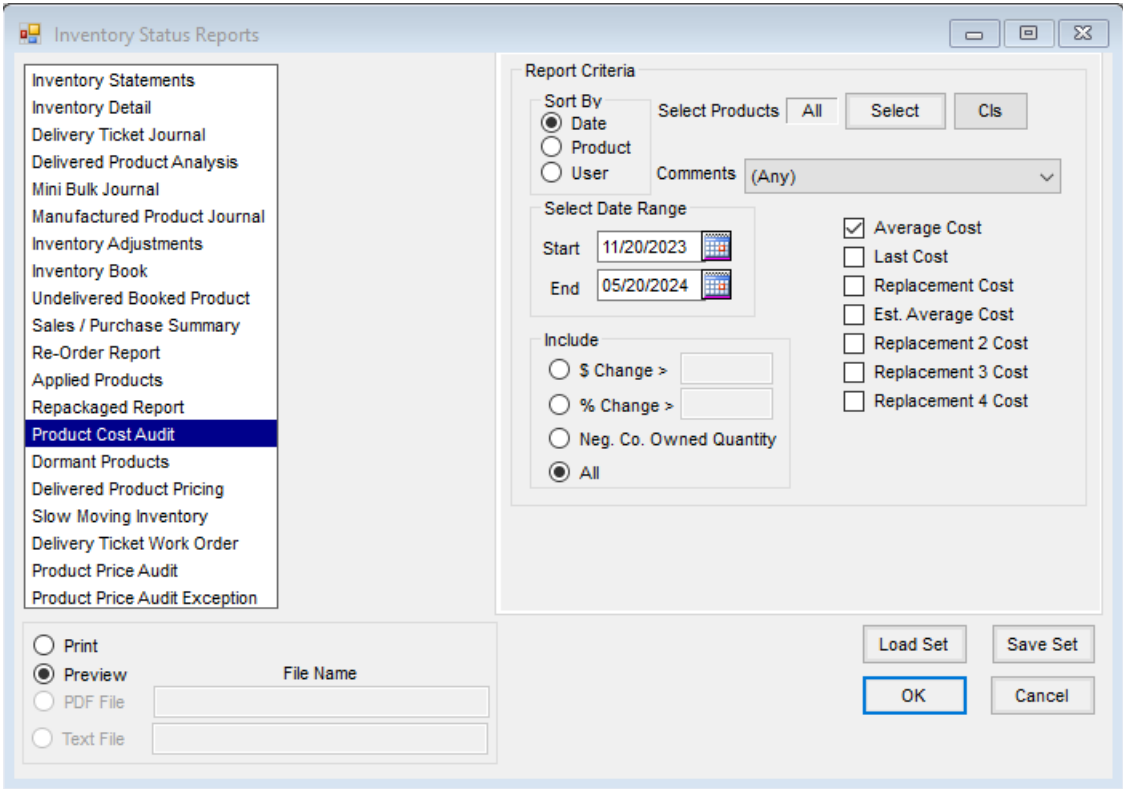 Inventory Status Reports
Inventory Statements
Inventory Detail
Delivery Ticket Journal
Delivered Product Analysis
Mini Bulk Journal
Manufactured Product Journal
Inventory Adjustments
Inventory Book
Undelivered Booked Product
Sales / Purchase Summary
Re-Order Report
Applied Products
Repackaged Report
Product Cost Audit
Dormant Products
Delivered Product Pricing
Slow Moving Inventory
Delivery Ticket Work Order
Product Price Audit
Product Price Audit Exception
Report Criteria
Sort By
Date
Product
User
Select Products All Select Cls
Comments (Any)
Select Date Range
Start 11/20/2023
End 05/20/2024
Include
$ Change >
% Change >
Neg. Co. Owned Quantity
All
Average Cost
Last Cost
Replacement Cost
Est. Average Cost
Replacement 2 Cost
Replacement 3 Cost
Replacement 4 Cost
Print
Preview File Name
PDF File
Text File
Load Set Save Set
OK Cancel